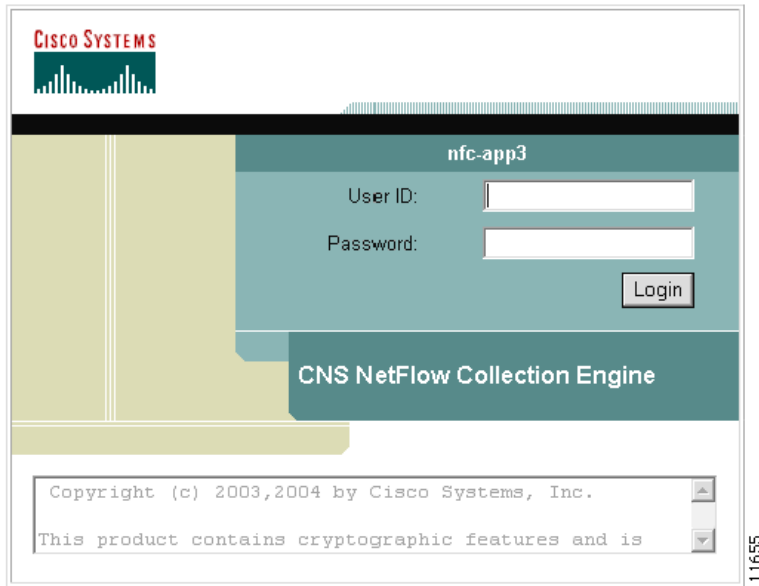 CISCO SYSTEMS
nfc-app3
User ID:
Password:
Login
CNS NetFlow Collection Engine
Copyright (c) 2003,2004 by Cisco Systems, Inc.
This product contains cryptographic features and is
11655